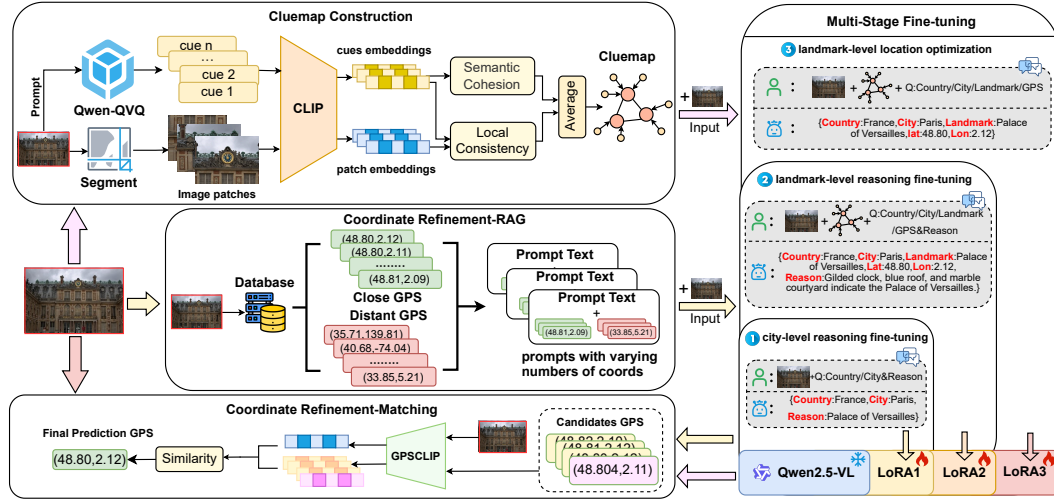 Cluemap Construction
Prompt
Qwen-QVQ
Segment
cue n
...
cue 2
cue 1
Image patches
CLIP
cues embeddings
patch embeddings
Semantic
Cohesion
Local
Consistency
Average
Cluemap
+
Input
Coordinate Refinement-RAG
Database
(48.80,2.12)
(48.80,2.11)
........
(48.81,2.09)
Close GPS
Distant GPS
(35.71,139.81)
(40.68,-74.04)
........
(33.85,5.21)
Prompt Text
Prompt Text
Prompt Text
+
(48.81,2.09)
(33.85,5.21)
prompts with varying
numbers of coords
+
Input
Coordinate Refinement-Matching
Final Prediction GPS
(48.80,2.12)
Similarity
GPSCLIP
Candidates GPS
(48.804,2.11)
Multi-Stage Fine-tuning
3 landmark-level location optimization
: + + Q:Country/City/Landmark/GPS
: {Country:France,City:Paris,Landmark:Palace
of Versailles,lat:48.80,Lon:2.12}
2 landmark-level reasoning fine-tuning
: + + Q:Country/City/Landmark
/GPS&Reason
: {Country:France,City:Paris,Landmark:Palace
of Versailles,Lat:48.80,Lon:2.12,
Reason:Gilded clock, blue roof, and marble
courtyard indicate the Palace of Versailles.}
1 city-level reasoning fine-tuning
: +Q:Country/City&Reason
: {Country:France,City:Paris,
Reason:Palace of Versailles}
Qwen2.5-VL
LoRA1
LoRA2
LoRA3